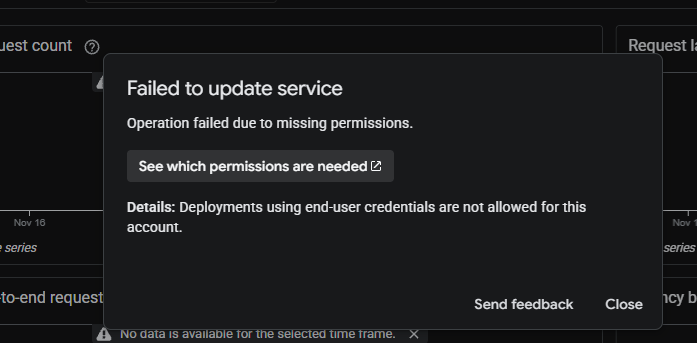 uest count
Request la
Failed to update service
Operation failed due to missing permissions.
See which permissions are needed
Details: Deployments using end-user credentials are not allowed for this
account.
Nov 16
Nov 1
series
series
Send feedback
Close
-to-end request
ncy b
No data is available for the selected time frame.